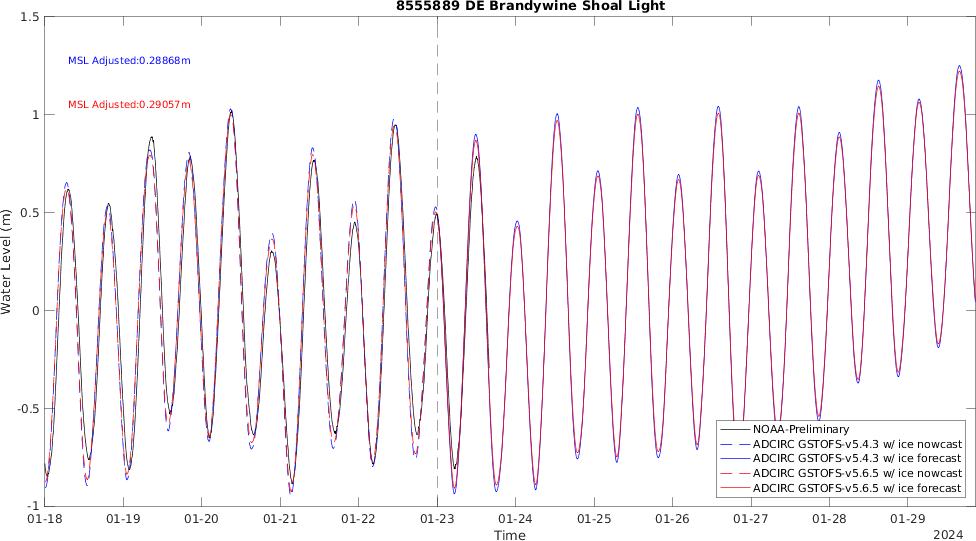 8555889 DE Brandywine Shoal Light
1.5
1
0.5
0
-0.5
-1
Water Level (m)
MSL Adjusted:0.28868m
MSL Adjusted:0.29057m
NOAA-Preliminary
ADCIRC GSTOFS-v5.4.3 w/ ice nowcast
ADCIRC GSTOFS-v5.4.3 w/ ice forecast
ADCIRC GSTOFS-v5.6.5 w/ ice nowcast
ADCIRC GSTOFS-v5.6.5 w/ ice forecast
01-18 01-19 01-20 01-21 01-22 01-23 01-24 01-25 01-26 01-27 01-28 01-29
Time
2024